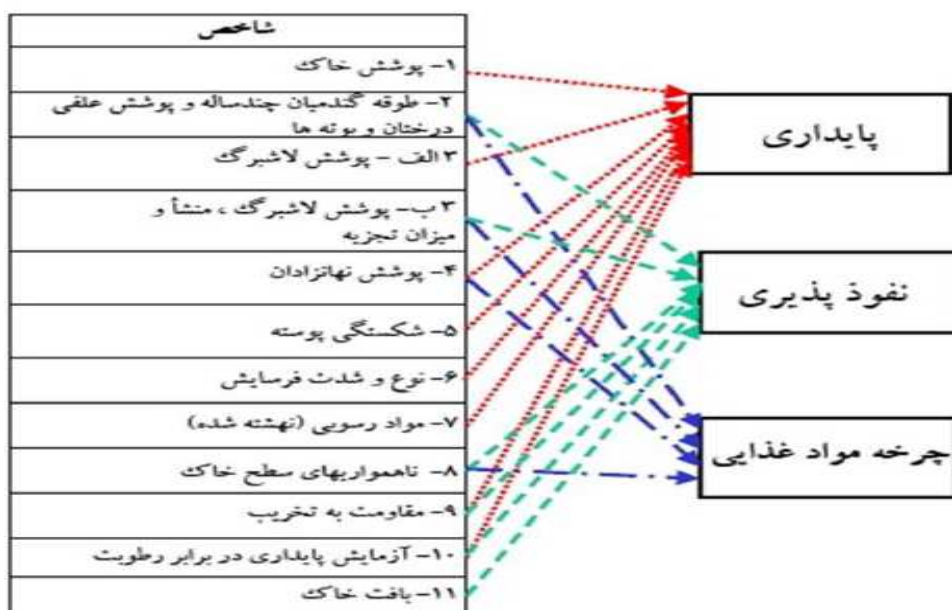 شاخص
۱- پوشش خاک
۲- طوقه گندمیان چندساله و پوشش علفی
درختان و بوته ها
۳ الف - پوشش لاشبرگ
۳ب- پوشش لاشبرگ ، منشأ و
میزان تجزیه
۴- پوشش نهانزادان
۵- شکستگی پوسته
۶- نوع و شدت فرسایش
۷- مواد رسوبی (نهشته شده)
۸- ناهمواریهای سطح خاک
۹- مقاومت به تخریب
۱۰- آزمایش پایداری در برابر رطوبت
۱۱- بافت خاک
پایداری
نفوذ پذیری
چرخه مواد غذایی